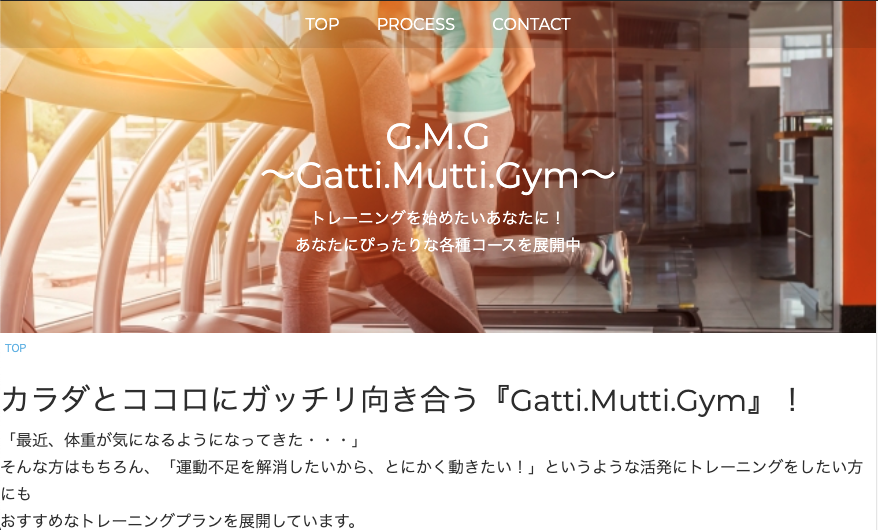 TOP PROCESS CONTACT
G.M.G
〜Gatti.Mutti.Gym〜
トレーニングを始めたいあなたに！
あなたにぴったりな各種コースを展開中
TOP
カラダとココロにガッチリ向き合う『Gatti.Mutti.Gym』！
「最近、体重が気になるようになってきた・・・」
そんな方はもちろん、「運動不足を解消したいから、とにかく動きたい！」というような活発にトレーニングをしたい方
にも
おすすめなトレーニングプランを展開しています。